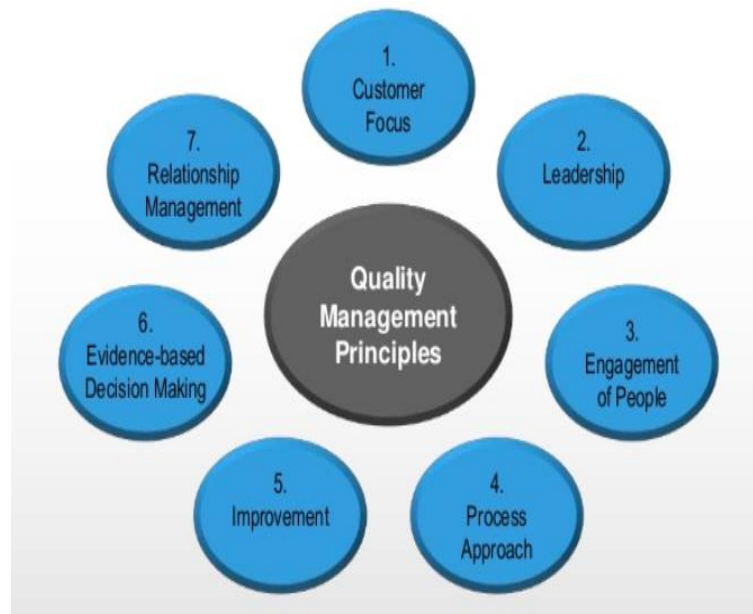 1.
Customer
Focus
2.
Leadership
3.
Engagement
of People
4.
Process
Approach
5.
Improvement
6.
Evidence-based
Decision Making
7.
Relationship
Management
Quality
Management
Principles